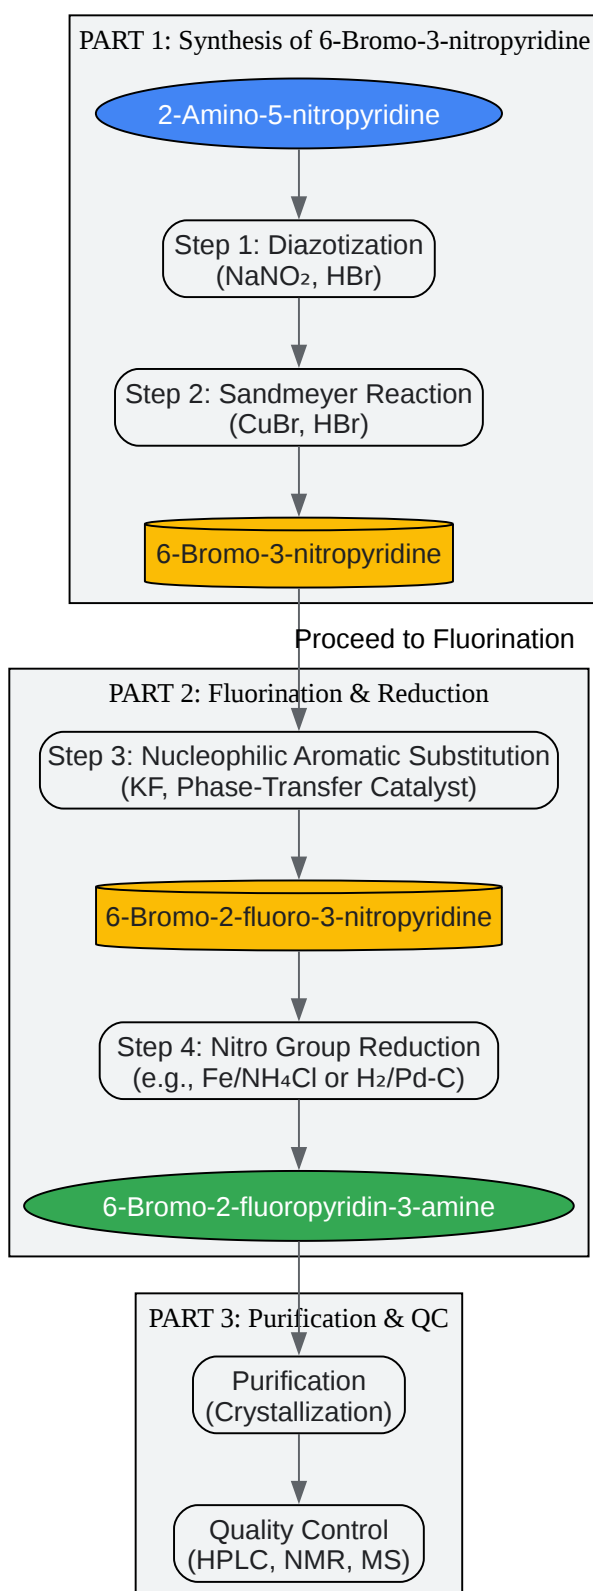 PART 1: Synthesis of 6-Bromo-3-nitropyridine
2-Amino-5-nitropyridine
Step 1: Diazotization
(NaNO₂, HBr)
Step 2: Sandmeyer Reaction
(CuBr, HBr)
6-Bromo-3-nitropyridine
Proceed to Fluorination
PART 2: Fluorination & Reduction
Step 3: Nucleophilic Aromatic Substitution
(KF, Phase-Transfer Catalyst)
6-Bromo-2-fluoro-3-nitropyridine
Step 4: Nitro Group Reduction
(e.g., Fe/NH₄Cl or H₂/Pd-C)
6-Bromo-2-fluoropyridin-3-amine
PART 3: Purification & QC
Purification
(Crystallization)
Quality Control
(HPLC, NMR, MS)